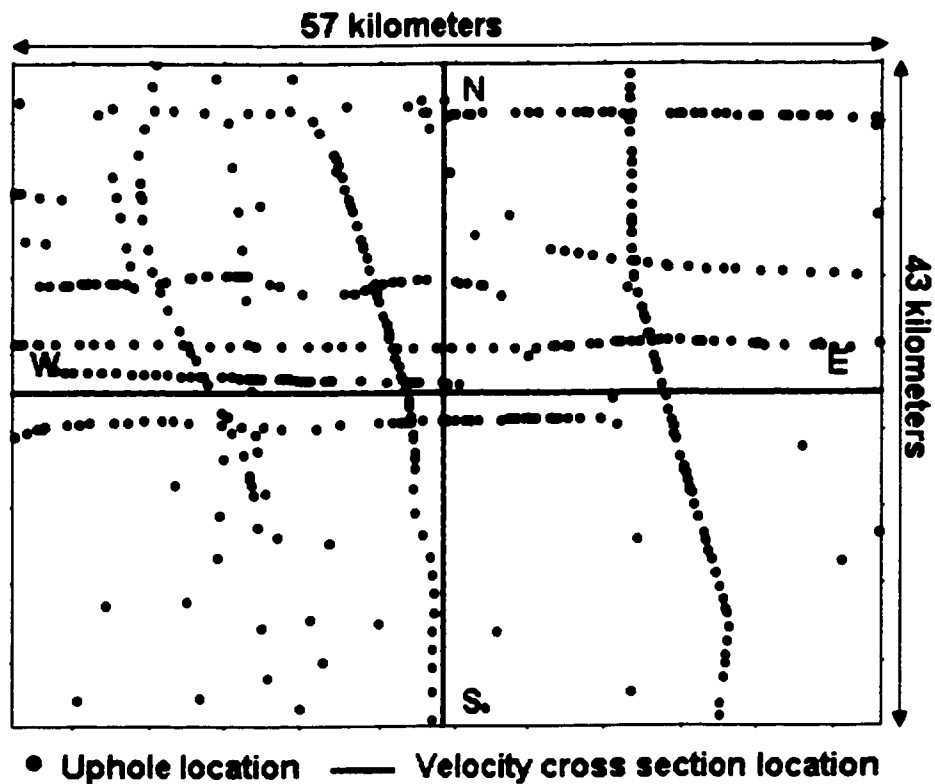 57 kilometers
N
43 kilometers
W
E
S
Uphole location
Velocity cross section location